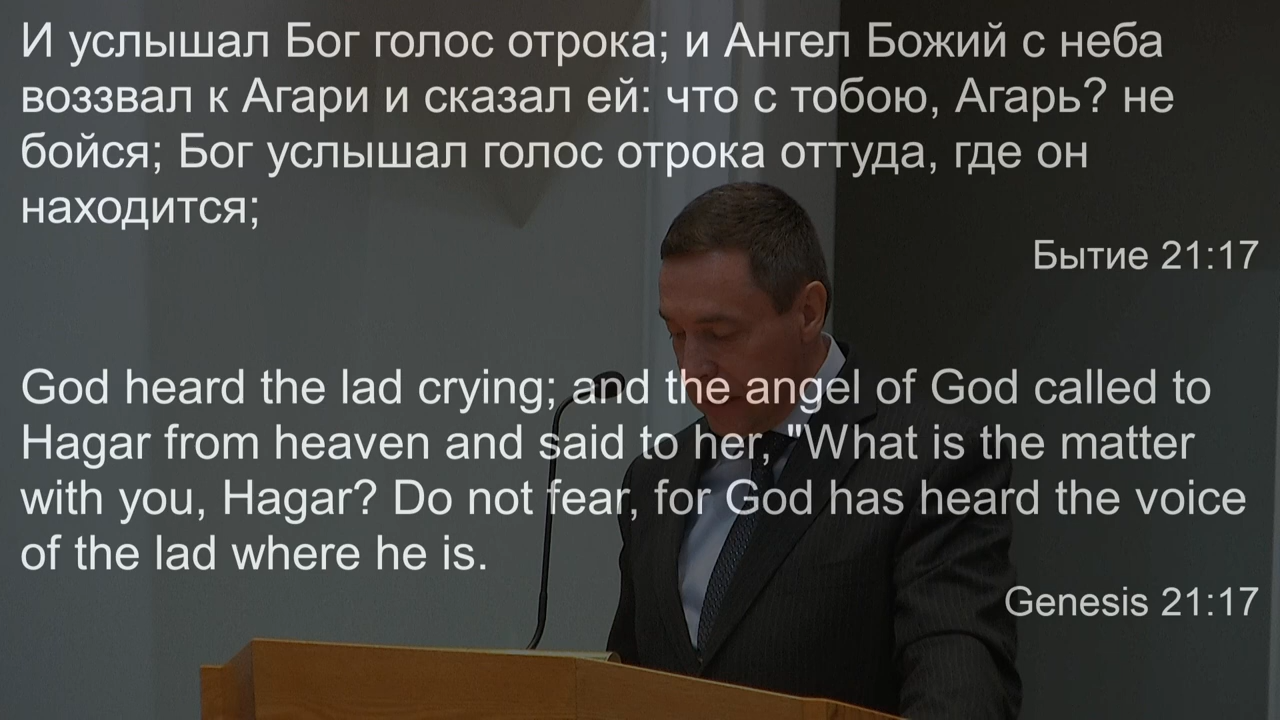 И услышал Бог голос отрока; и Ангел Божий с неба
воззвал к Агари и сказал ей: что с тобою, Агарь? не
бойся; Бог услышал голос отрока оттуда, где он
находится;
Бытие 21:17
God heard the lad crying; and the angel of God called to
Hagar from heaven and said to her, "What is the matter
with you, Hagar? Do not fear, for God has heard the voice
of the lad where he is.
Genesis 21:17